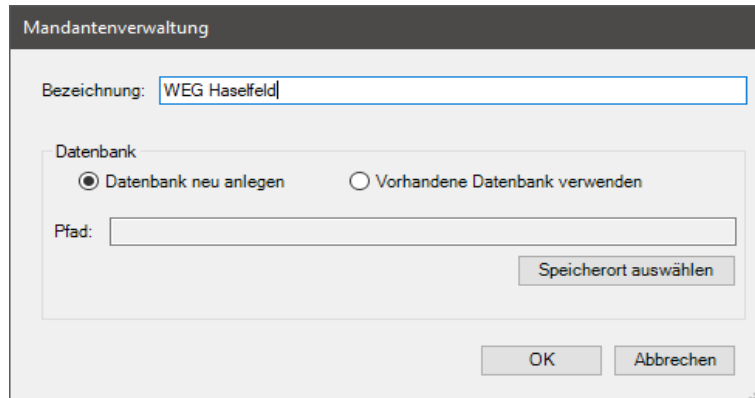 Mandantenverwaltung
Bezeichnung: WEG Haselfeld
Datenbank
Datenbank neu anlegen Vorhandene Datenbank verwenden
Pfad:
Speicherort auswählen
OK Abbrechen